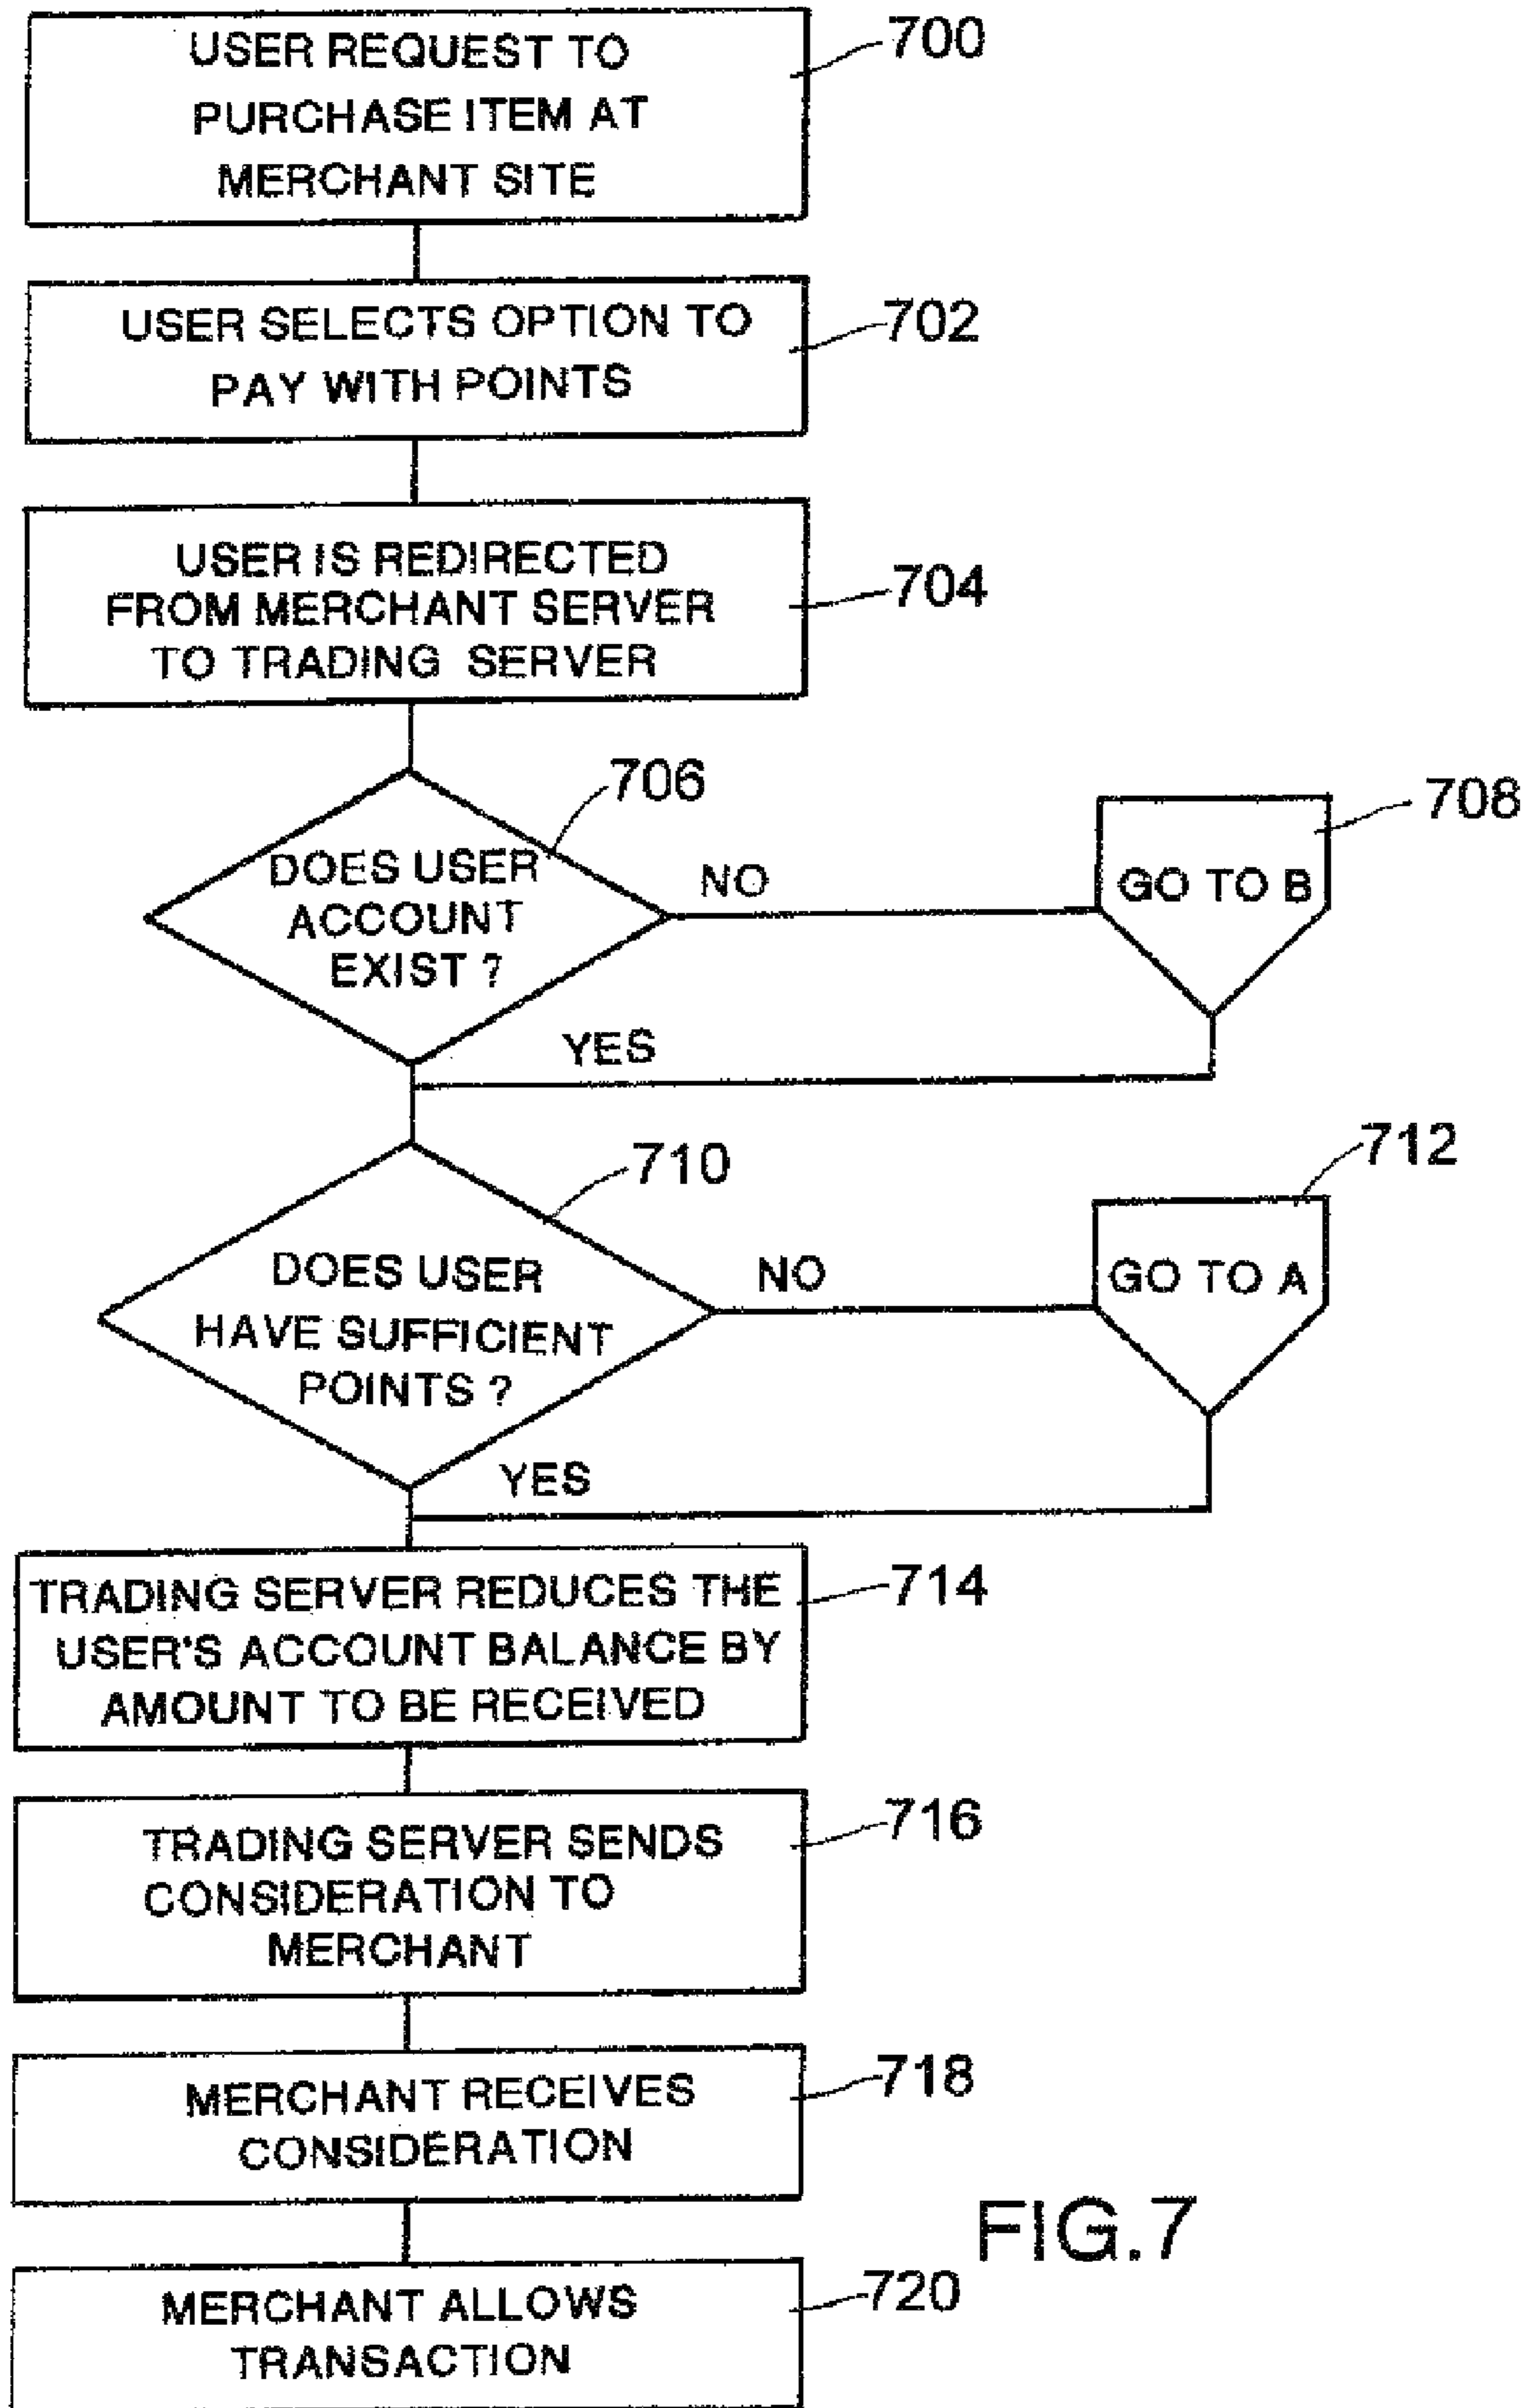 USER REQUEST TO
PURCHASE ITEM AT
MERCHANT SITE
700
USER SELECTS OPTION TO
PAY WITH POINTS
702
USER IS REDIRECTED
FROM MERCHANT SERVER
TO TRADING SERVER
704
706
DOES USER
ACCOUNT
EXIST ?
NO
708
GO TO B
YES
710
DOES USER
HAVE SUFFICIENT
POINTS ?
NO
712
GO TO A
YES
TRADING SERVER REDUCES THE
USER'S ACCOUNT BALANCE BY
AMOUNT TO BE RECEIVED
714
TRADING SERVER SENDS
CONSIDERATION TO
MERCHANT
716
MERCHANT RECEIVES
CONSIDERATION
718
MERCHANT ALLOWS
TRANSACTION
720
FIG.7